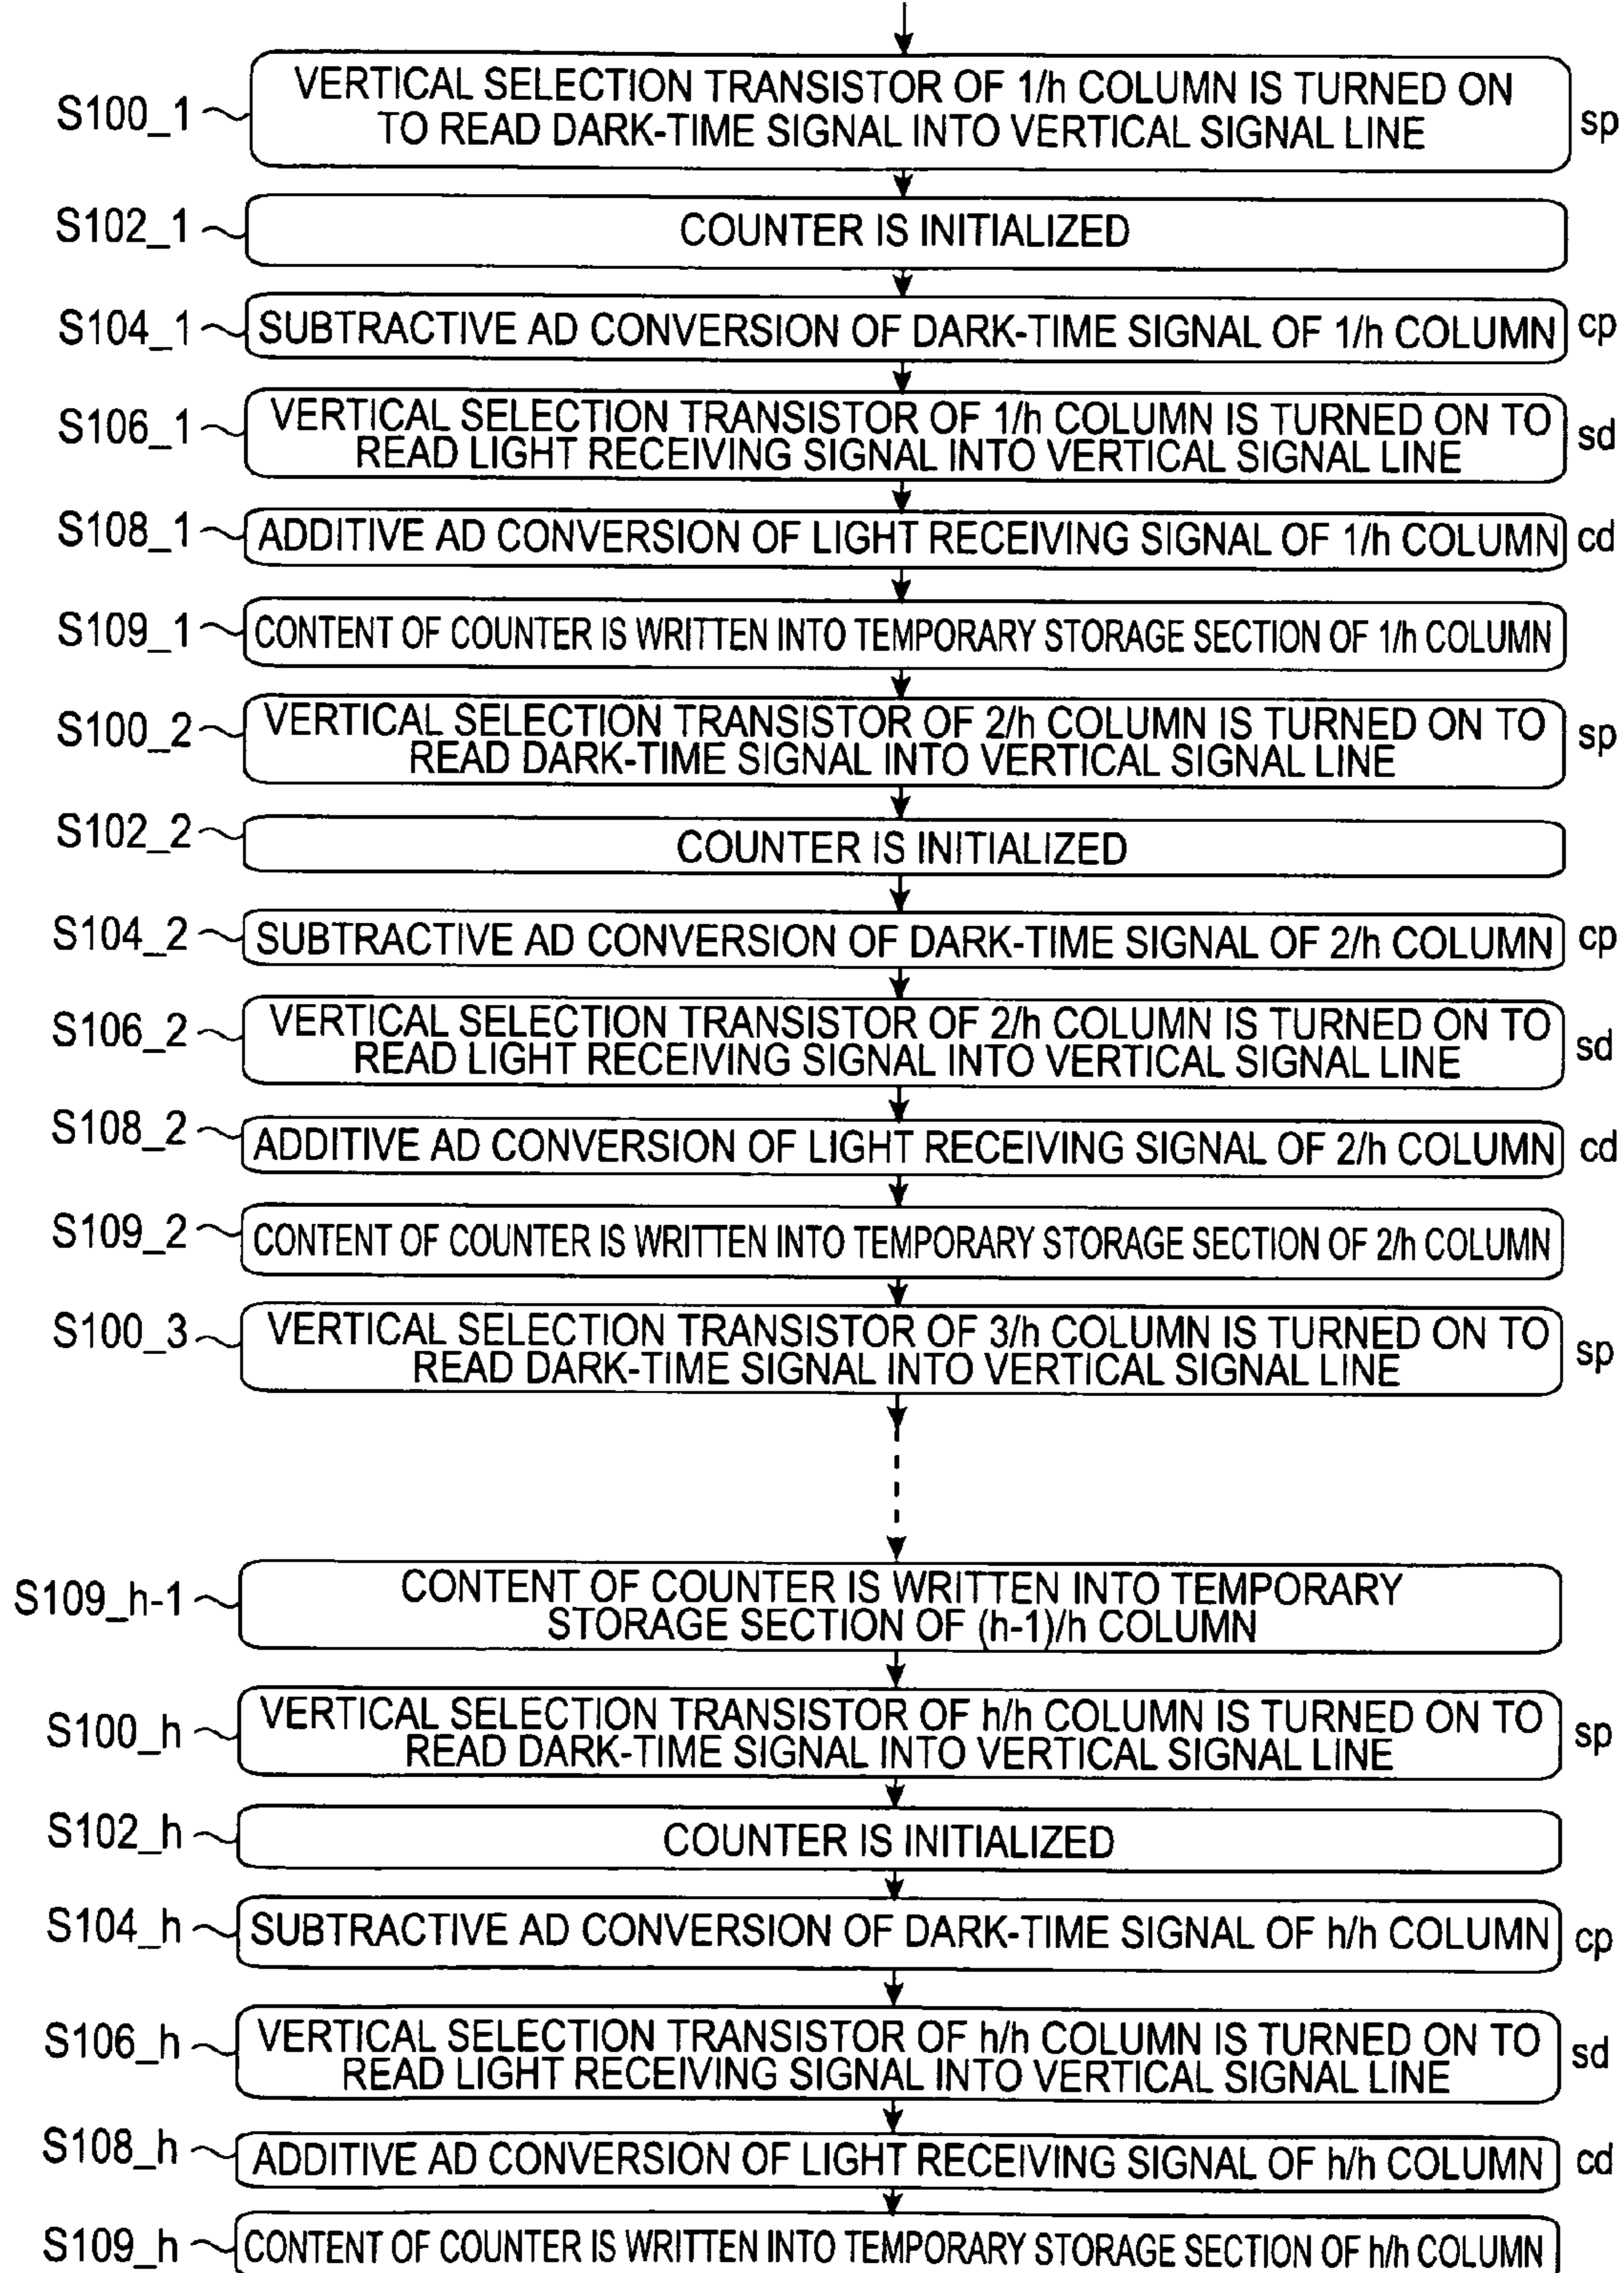 S100_1
VERTICAL SELECTION TRANSISTOR OF 1/h COLUMN IS TURNED ON
TO READ DARK-TIME SIGNAL INTO VERTICAL SIGNAL LINE
sp
S102_1
COUNTER IS INITIALIZED
S104_1
SUBTRACTIVE AD CONVERSION OF DARK-TIME SIGNAL OF 1/h COLUMN
cp
S106_1
VERTICAL SELECTION TRANSISTOR OF 1/h COLUMN IS TURNED ON TO
READ LIGHT RECEIVING SIGNAL INTO VERTICAL SIGNAL LINE
sd
S108_1
ADDITIVE AD CONVERSION OF LIGHT RECEIVING SIGNAL OF 1/h COLUMN
cd
S109_1
CONTENT OF COUNTER IS WRITTEN INTO TEMPORARY STORAGE SECTION OF 1/h COLUMN
S100_2
VERTICAL SELECTION TRANSISTOR OF 2/h COLUMN IS TURNED ON TO
READ DARK-TIME SIGNAL INTO VERTICAL SIGNAL LINE
sp
S102_2
COUNTER IS INITIALIZED
S104_2
SUBTRACTIVE AD CONVERSION OF DARK-TIME SIGNAL OF 2/h COLUMN
cp
S106_2
VERTICAL SELECTION TRANSISTOR OF 2/h COLUMN IS TURNED ON TO
READ LIGHT RECEIVING SIGNAL INTO VERTICAL SIGNAL LINE
sd
S108_2
ADDITIVE AD CONVERSION OF LIGHT RECEIVING SIGNAL OF 2/h COLUMN
cd
S109_2
CONTENT OF COUNTER IS WRITTEN INTO TEMPORARY STORAGE SECTION OF 2/h COLUMN
S100_3
VERTICAL SELECTION TRANSISTOR OF 3/h COLUMN IS TURNED ON TO
READ DARK-TIME SIGNAL INTO VERTICAL SIGNAL LINE
sp
S109_h-1
CONTENT OF COUNTER IS WRITTEN INTO TEMPORARY
STORAGE SECTION OF (h-1)/h COLUMN
S100_h
VERTICAL SELECTION TRANSISTOR OF h/h COLUMN IS TURNED ON TO
READ DARK-TIME SIGNAL INTO VERTICAL SIGNAL LINE
sp
S102_h
COUNTER IS INITIALIZED
S104_h
SUBTRACTIVE AD CONVERSION OF DARK-TIME SIGNAL OF h/h COLUMN
cp
S106_h
VERTICAL SELECTION TRANSISTOR OF h/h COLUMN IS TURNED ON TO
READ LIGHT RECEIVING SIGNAL INTO VERTICAL SIGNAL LINE
sd
S108_h
ADDITIVE AD CONVERSION OF LIGHT RECEIVING SIGNAL OF h/h COLUMN
cd
S109_h
CONTENT OF COUNTER IS WRITTEN INTO TEMPORARY STORAGE SECTION OF h/h COLUMN